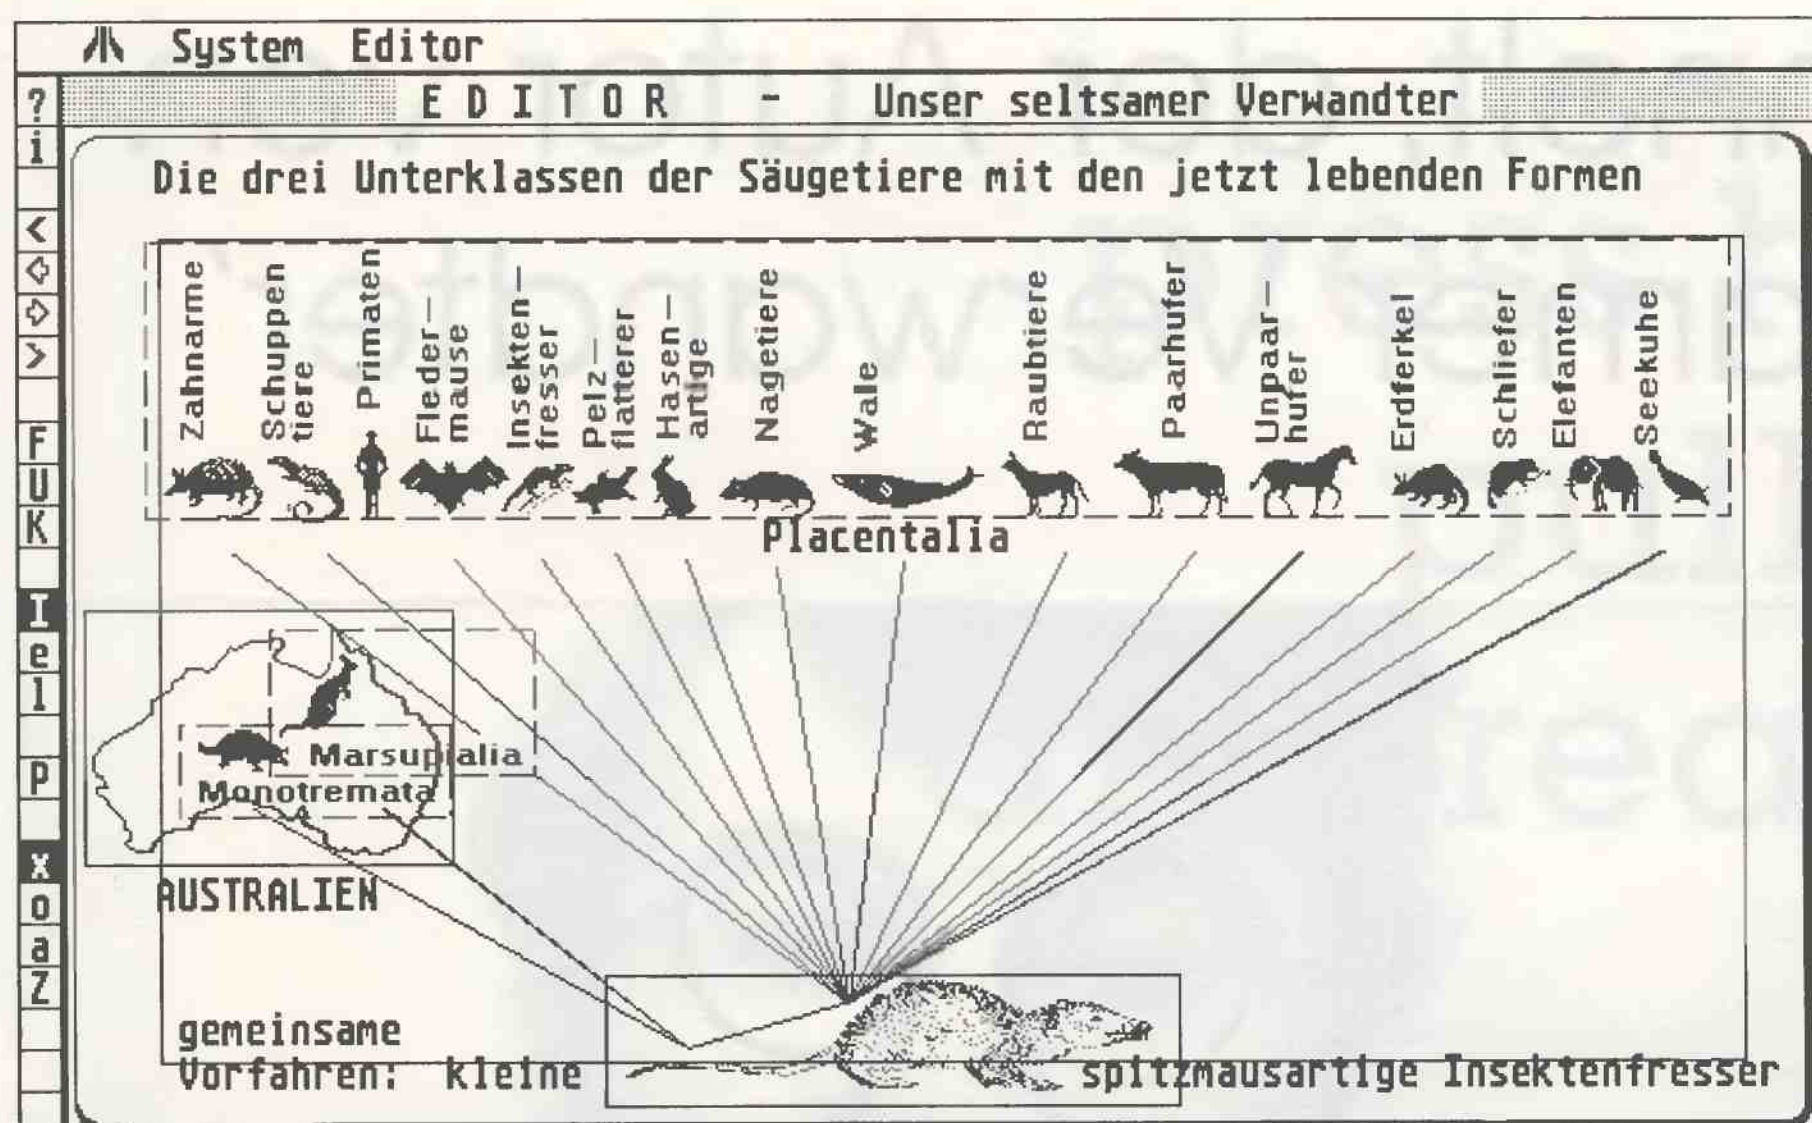 System Editor
E D I T O R - Unser seltsamer Verwandter
?
i
<
>
F
U
K
I
e
l
P
x
o
a
Z
Die drei Unterklassen der Säugetiere mit den jetzt lebenden Formen
Zahnarme
Schuppen
tiere
Primaten
Fleder-
mause
Insekten-
fresser
Pelz-
flatterer
Hasen-
artige
Nagetiere
Wale
Raubtiere
Paarhufer
Unpaar-
hufer
Erdferkel
Schliefer
Elefanten
Seekuhe
Placentalia
Marsupialia
Monotremata
AUSTRALIEN
gemeinsame
Vorfahren: kleine spitzmausartige Insektenfresser